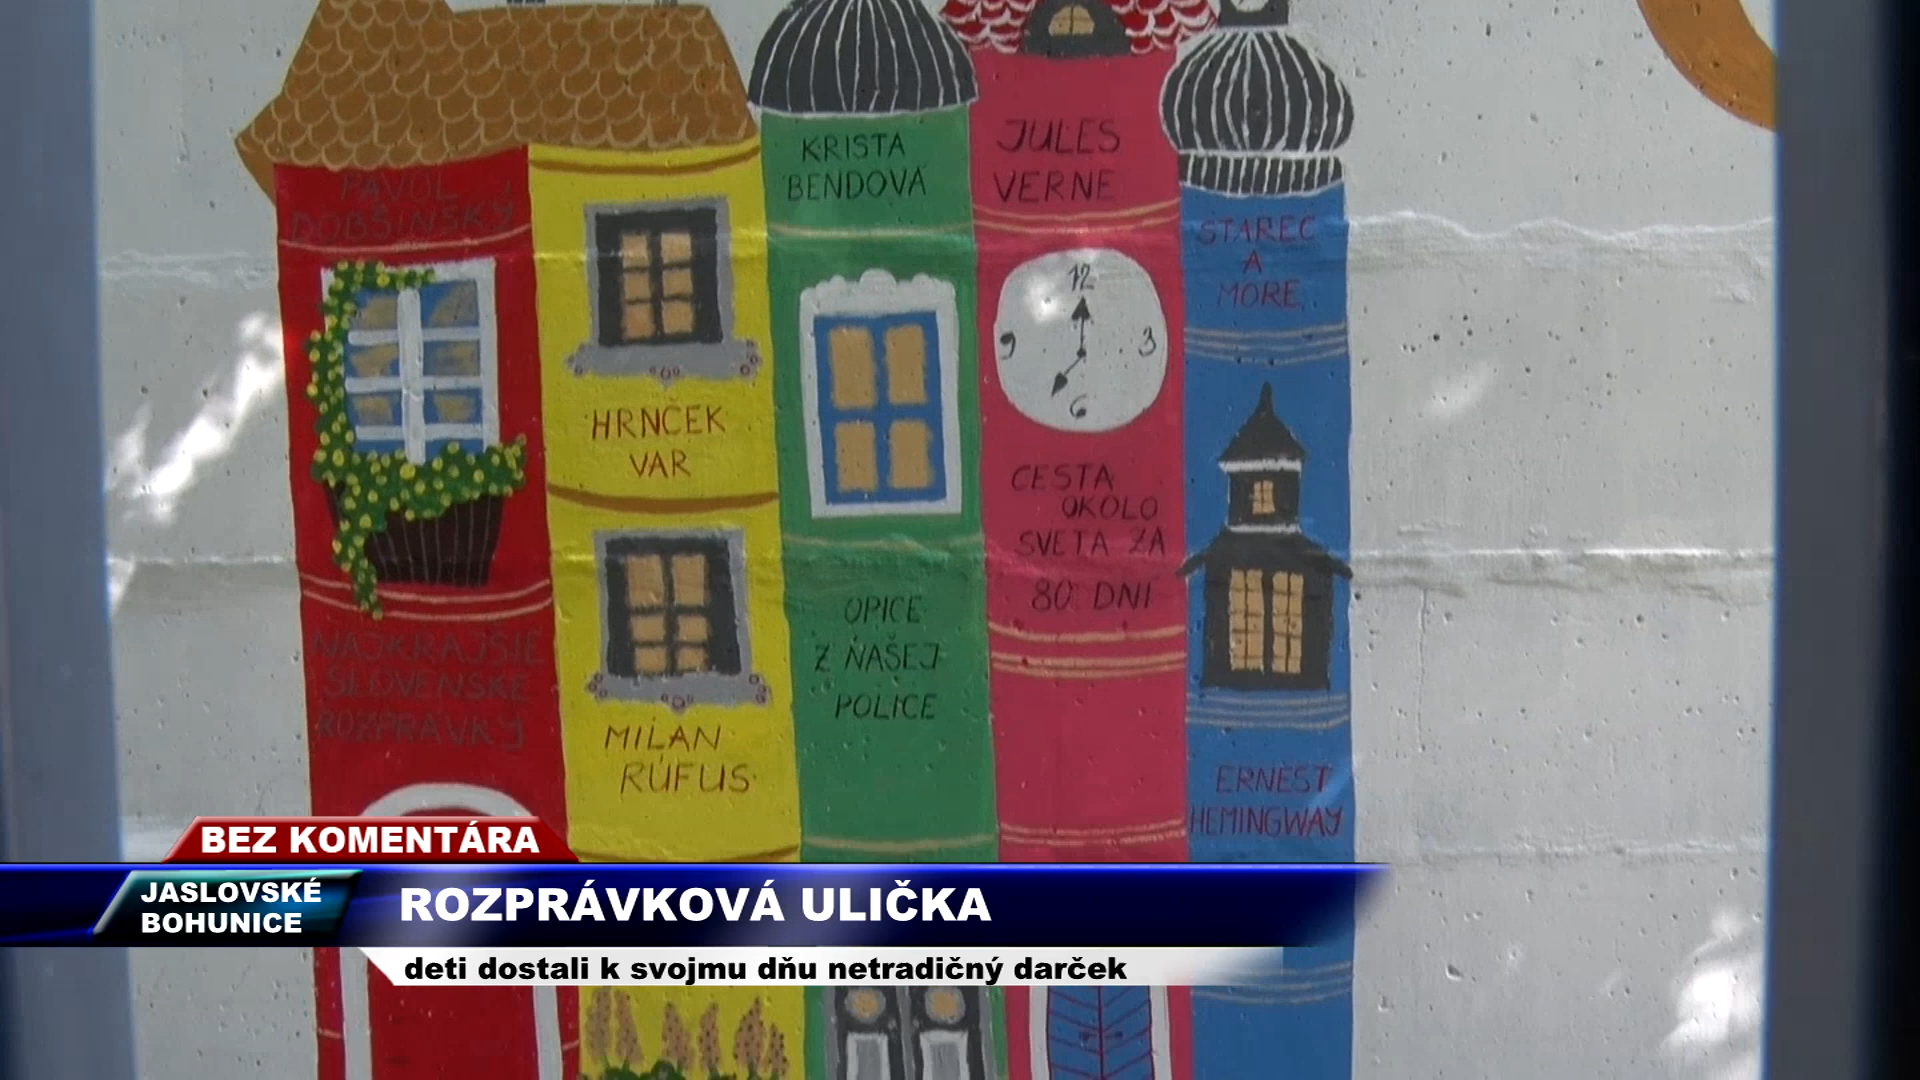 PAVOL
DOBŠINSKÝ
NAJKRAJŠIE
SLOVENSKÉ
ROZPRÁVKY
HRNČEK
VAR
MILAN
RÚFUS
KRISTA
BENDOVÁ
OPICE
Z NAŠEJ
POLICE
JULES
VERNE
12
9
3
6
CESTA
OKOLO
SVETA ZA
80 DNÍ
STAREC
A
MORE
ERNEST
HEMINGWAY
BEZ KOMENTÁRA
JASLOVSKÉ
BOHUNICE
ROZPRÁVKOVÁ ULIČKA
deti dostali k svojmu dňu netradičný darček